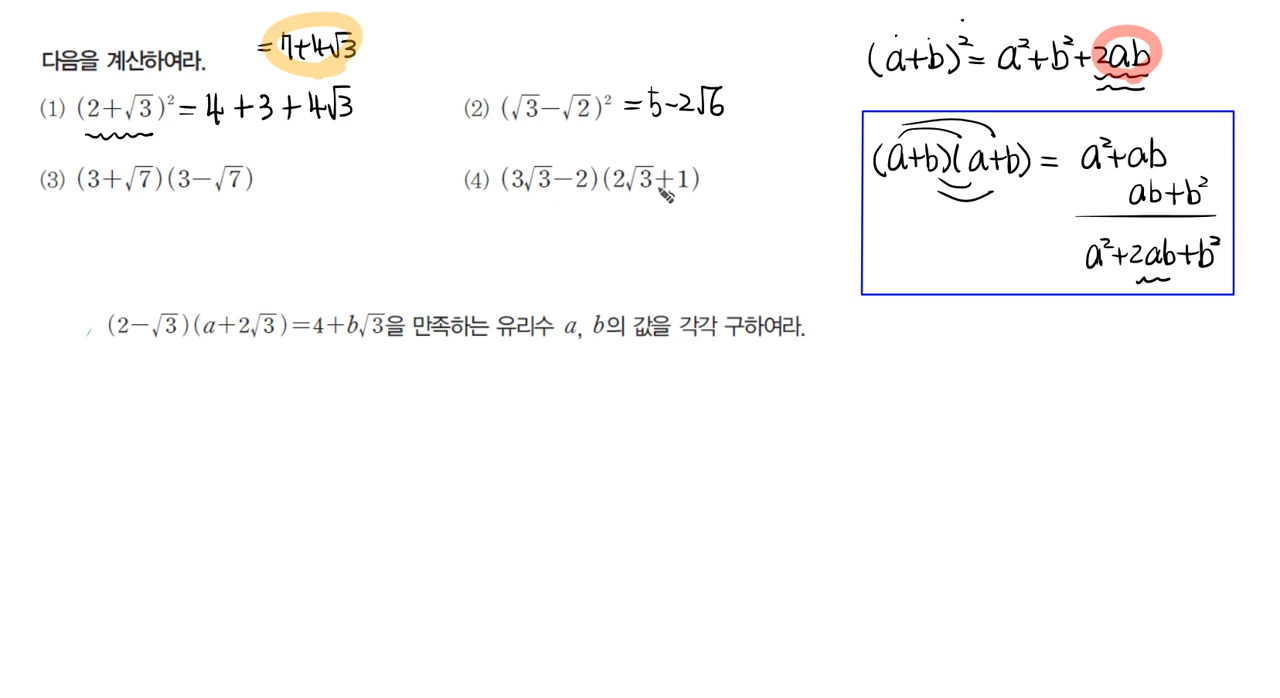 = 7+4√3
다음을 계산하여라.
(1) (2+√3)² = 4 + 3 + 4√3
(2) (√3−√2)² = 5−2√6
(3) (3+√7)(3−√7)
(4) (3√3−2)(2√3+1)
(2−√3)(a+2√3)=4+b√3을 만족하는 유리수 a, b의 값을 각각 구하여라.
(a+b)² = a²+b²+2ab
(a+b)(a+b) = a²+ab
ab+b²
a²+2ab+b²